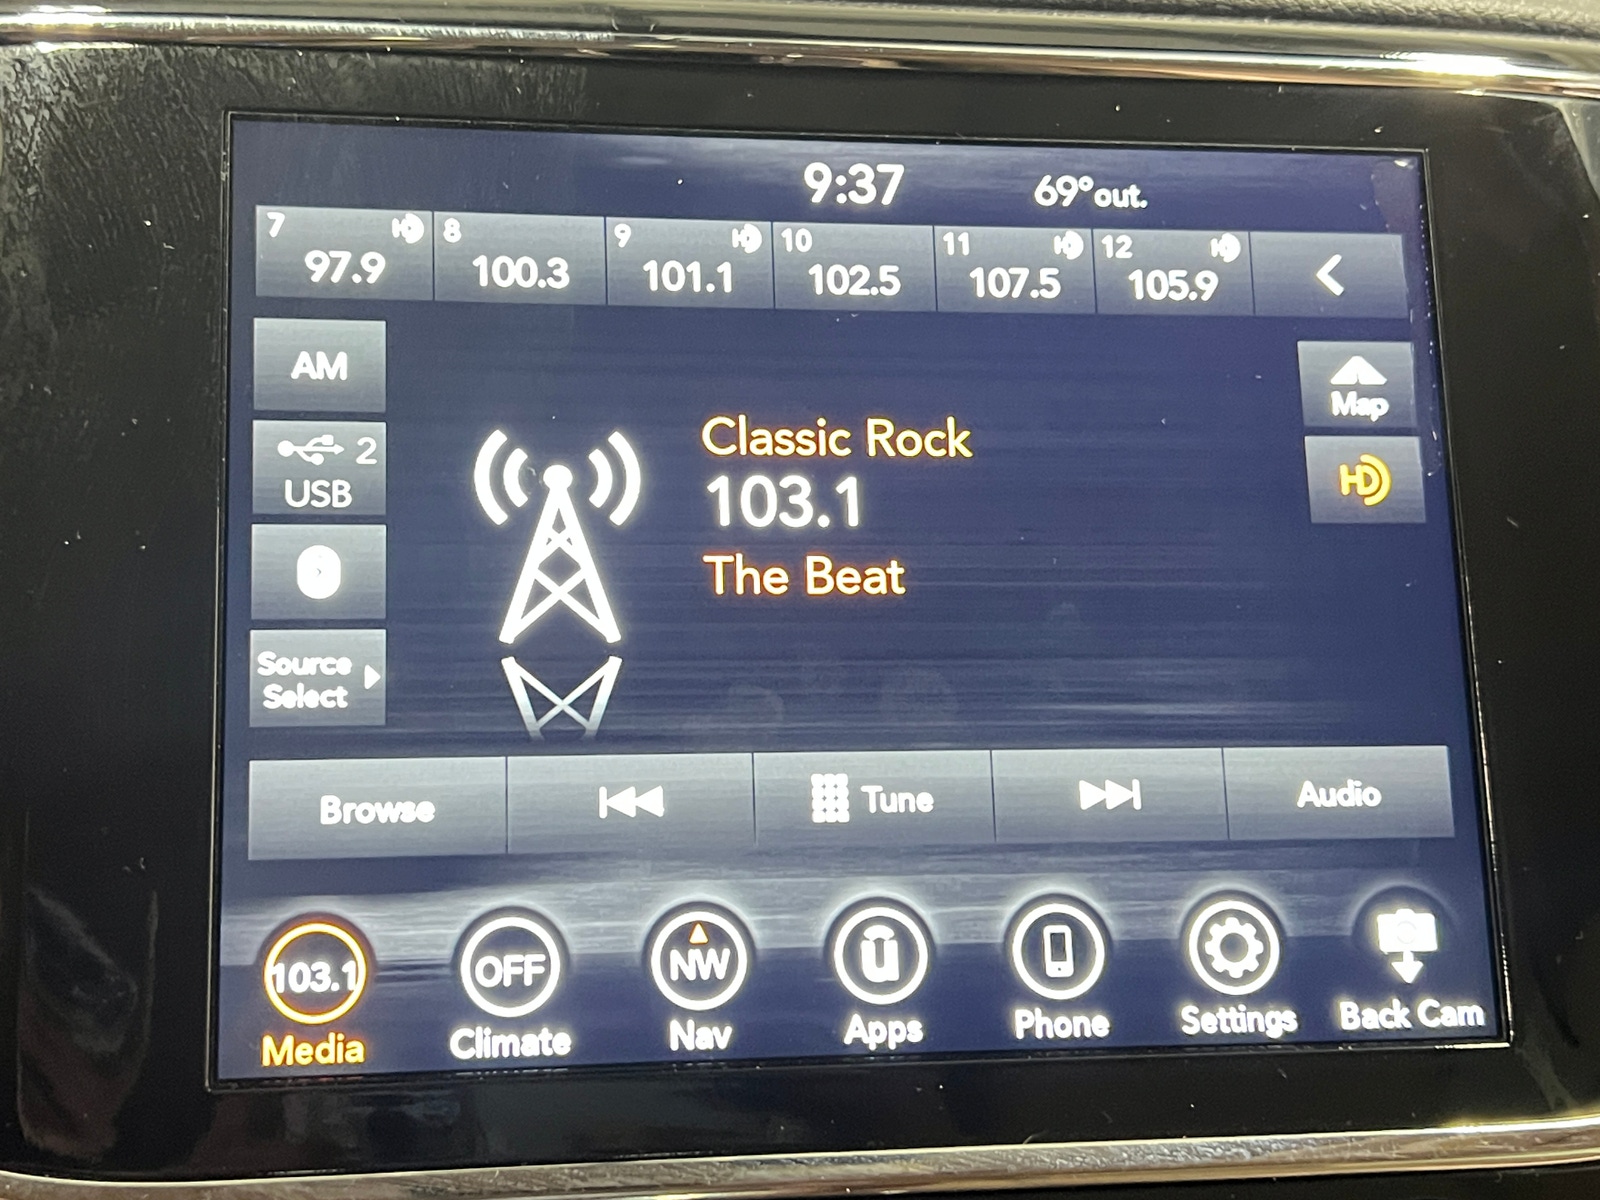 9:37
69° out.
7
97.9
8
100.3
9
101.1
10
102.5
11
107.5
12
105.9
AM
2
USB
Source
Select
Classic Rock
103.1
The Beat
Map
HD
Browse
Tune
Audio
103.1
Media
OFF
Climate
NW
Nav
Apps
Phone
Settings
Back Cam